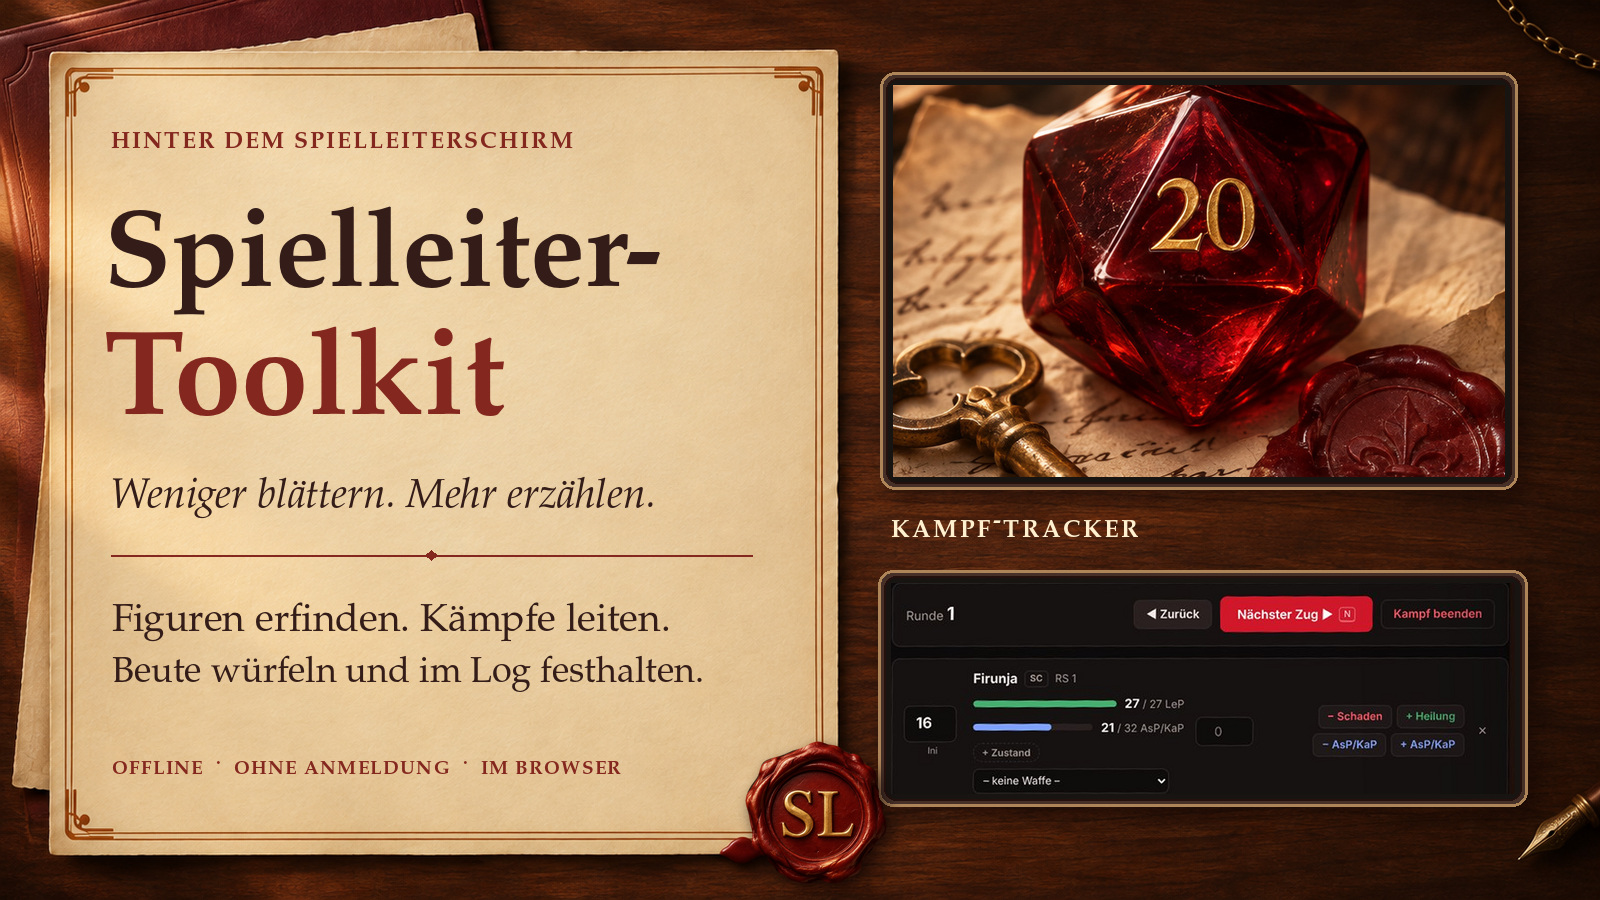 HINTER DEM SPIELLEITERSCHIRM
Spielleiter-
Toolkit
Weniger blättern. Mehr erzählen.
Figuren erfinden. Kämpfe leiten.
Beute würfeln und im Log festhalten.
OFFLINE · OHNE ANMELDUNG · IM BROWSER
SL
20
KAMPF-TRACKER
Runde 1
◀ Zurück
Nächster Zug ▶ N
Kampf beenden
Firunja SC RS 1
27 / 27 LeP
16
Ini
21 / 32 AsP/KaP
0
+ Zustand
– keine Waffe –
− Schaden + Heilung
− AsP/KaP + AsP/KaP
×